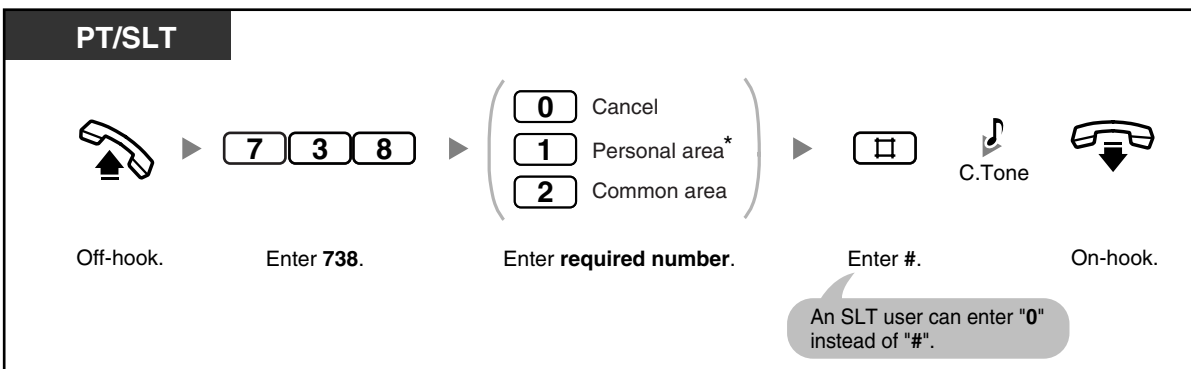 PT/SLT
7 3 8
0 Cancel
1 Personal area*
2 Common area
#
C.Tone
Off-hook.
Enter 738.
Enter required number.
Enter #.
On-hook.
An SLT user can enter "0"
instead of "#".